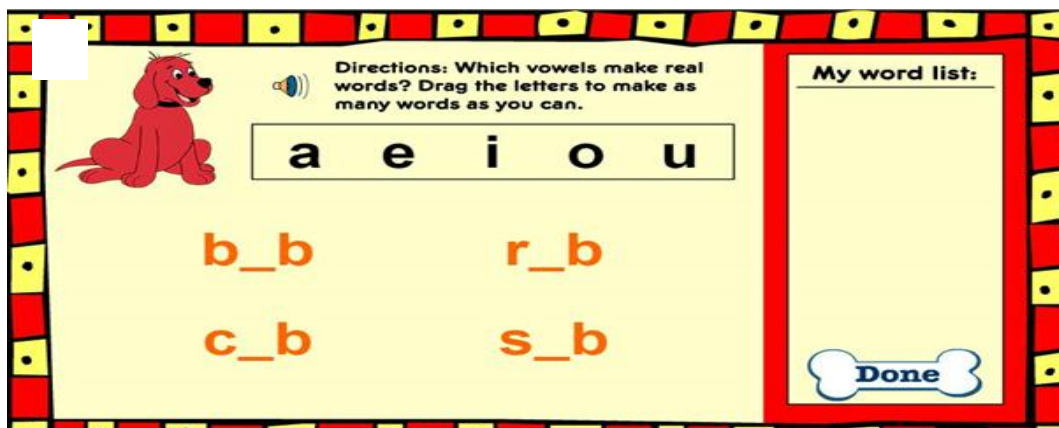 Directions: Which vowels make real
words? Drag the letters to make as
many words as you can.
a e i o u
b_b r_b
c_b s_b
My word list:
Done